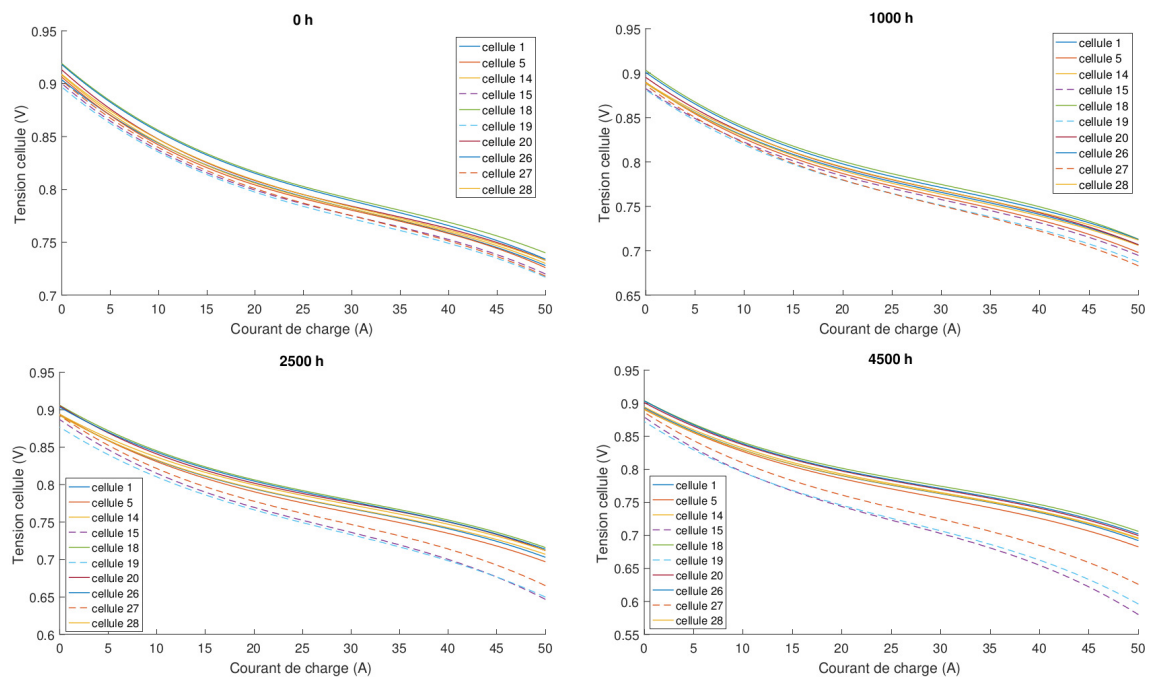 0 h
0.95
0.9
0.85
0.8
0.75
0.7
Tension cellule (V)
0 5 10 15 20 25 30 35 40 45 50
Courant de charge (A)
cellule 1
cellule 5
cellule 14
cellule 15
cellule 18
cellule 19
cellule 20
cellule 26
cellule 27
cellule 28
1000 h
0.95
0.9
0.85
0.8
0.75
0.7
0.65
Tension cellule (V)
0 5 10 15 20 25 30 35 40 45 50
Courant de charge (A)
cellule 1
cellule 5
cellule 14
cellule 15
cellule 18
cellule 19
cellule 20
cellule 26
cellule 27
cellule 28
2500 h
0.95
0.9
0.85
0.8
0.75
0.7
0.65
0.6
Tension cellule (V)
0 5 10 15 20 25 30 35 40 45 50
Courant de charge (A)
cellule 1
cellule 5
cellule 14
cellule 15
cellule 18
cellule 19
cellule 20
cellule 26
cellule 27
cellule 28
4500 h
0.95
0.9
0.85
0.8
0.75
0.7
0.65
0.6
0.55
Tension cellule (V)
0 5 10 15 20 25 30 35 40 45 50
Courant de charge (A)
cellule 1
cellule 5
cellule 14
cellule 15
cellule 18
cellule 19
cellule 20
cellule 26
cellule 27
cellule 28